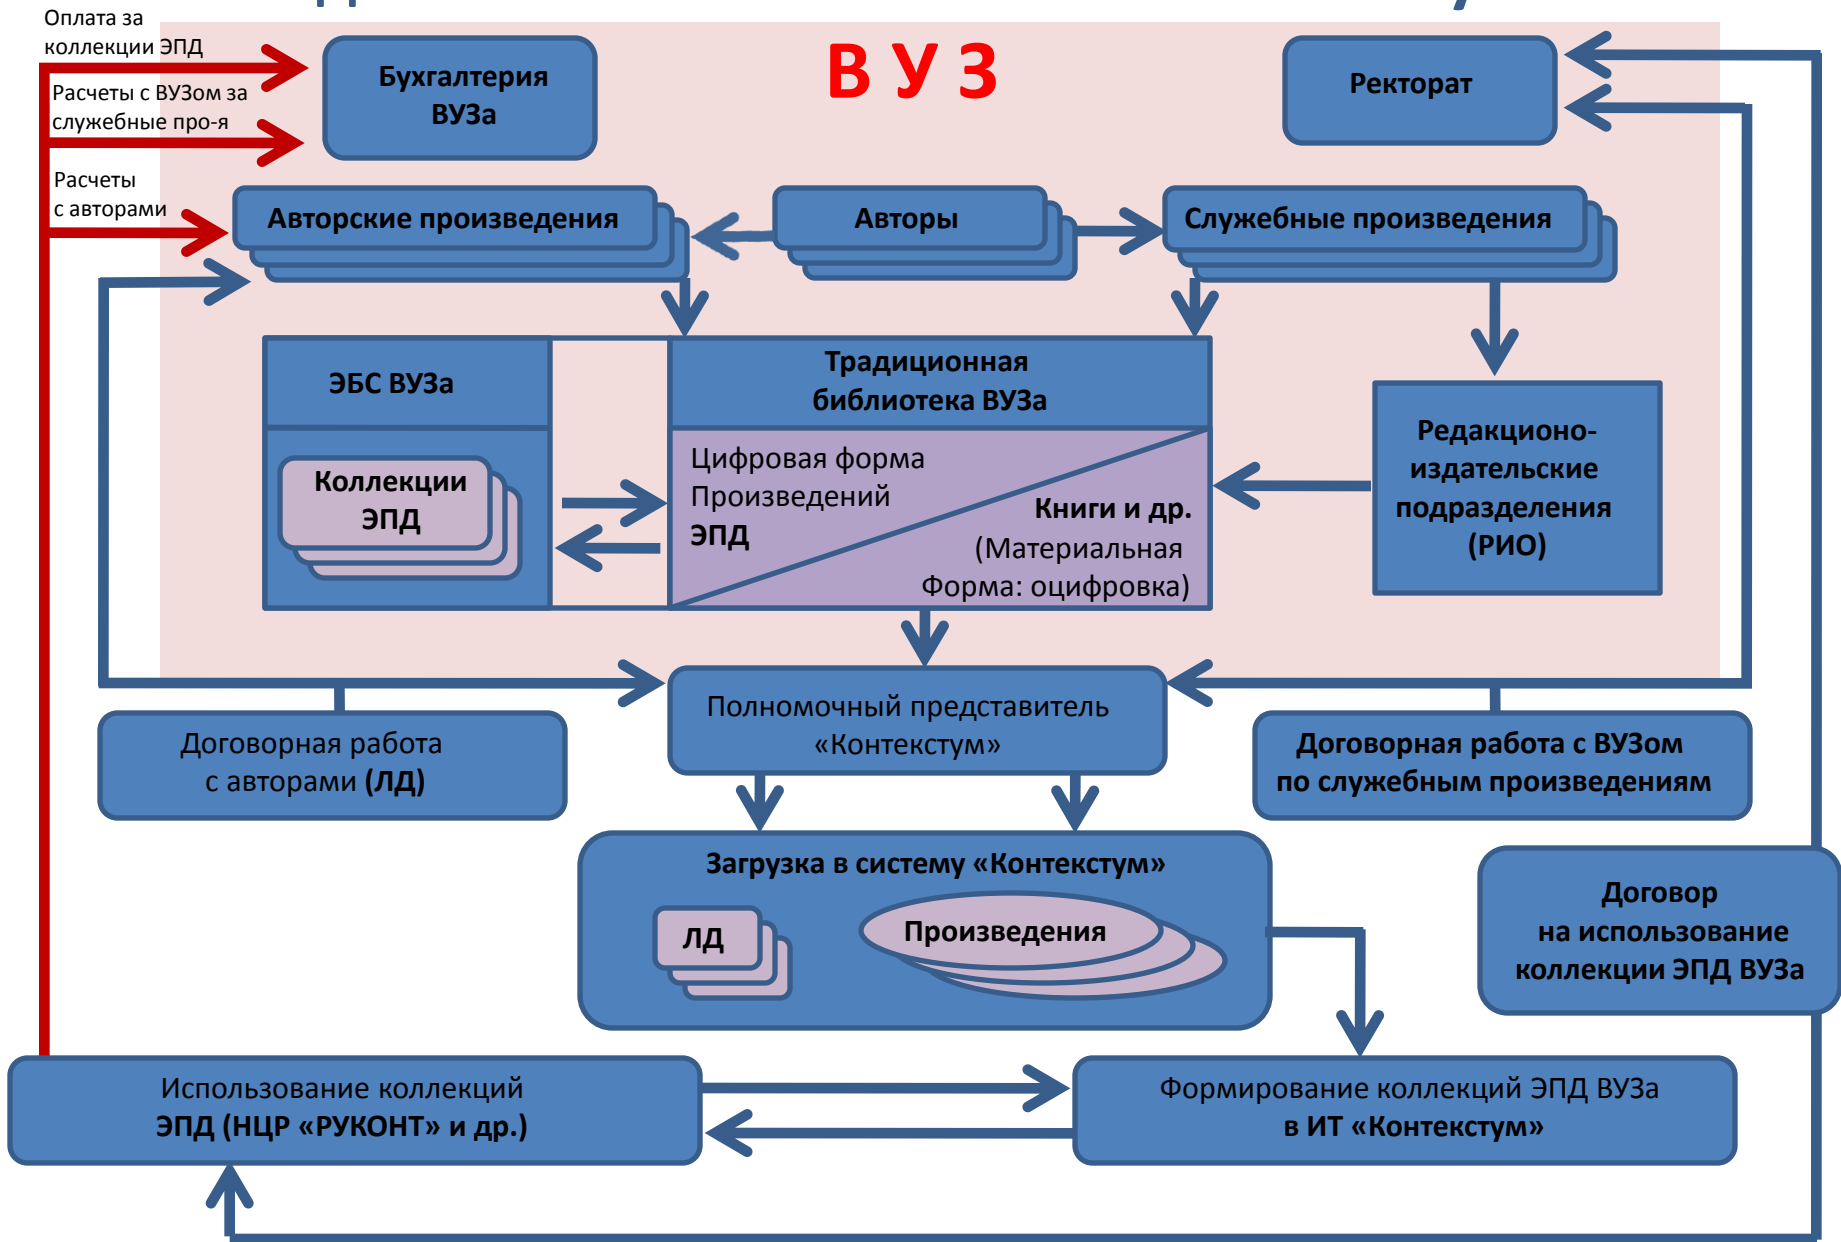 Оплата за
коллекции ЭПД
Расчеты с ВУЗом за
служебные про-я
Расчеты
с авторами
В У З
Бухгалтерия
ВУЗа
Ректорат
Авторские произведения
Авторы
Служебные произведения
ЭБС ВУЗа
Традиционная
библиотека ВУЗа
Коллекции
ЭПД
Цифровая форма
Произведений
ЭПД
Книги и др.
(Материальная
Форма: оцифровка)
Редакционо-
издательские
подразделения
(РИО)
Договорная работа
с авторами (ЛД)
Полномочный представитель
«Контекстум»
Договорная работа с ВУЗом
по служебным произведениям
Загрузка в систему «Контекстум»
ЛД
Произведения
Договор
на использование
коллекции ЭПД ВУЗа
Использование коллекций
ЭПД (НЦР «РУКОНТ» и др.)
Формирование коллекций ЭПД ВУЗа
в ИТ «Контекстум»